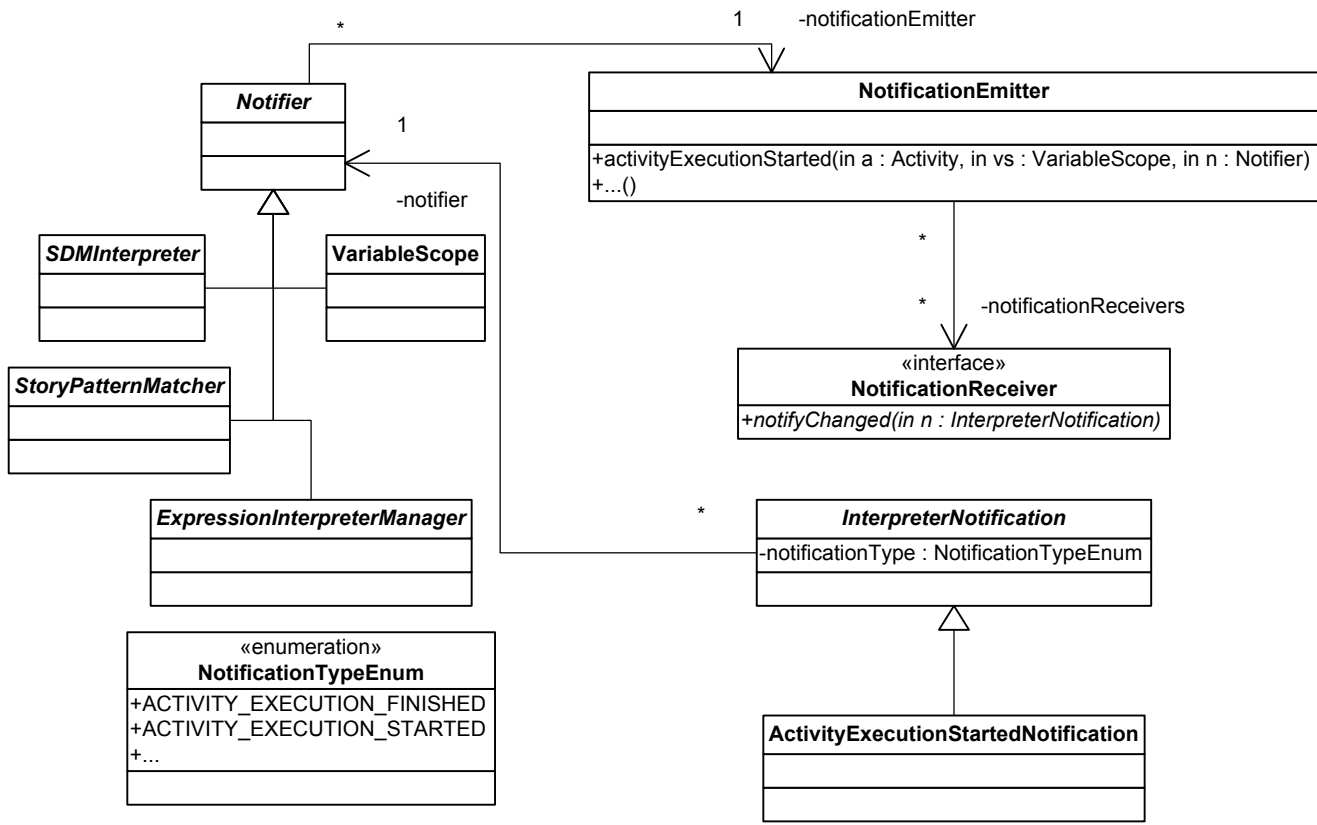 *
1
-notificationEmitter
Notifier
NotificationEmitter
+activityExecutionStarted(in a : Activity, in vs : VariableScope, in n : Notifier)
+...()
1
-notifier
SDMInterpreter
VariableScope
*
*
-notificationReceivers
StoryPatternMatcher
«interface»
NotificationReceiver
+notifyChanged(in n : InterpreterNotification)
ExpressionInterpreterManager
*
InterpreterNotification
-notificationType : NotificationTypeEnum
«enumeration»
NotificationTypeEnum
+ACTIVITY_EXECUTION_FINISHED
+ACTIVITY_EXECUTION_STARTED
+...
ActivityExecutionStartedNotification